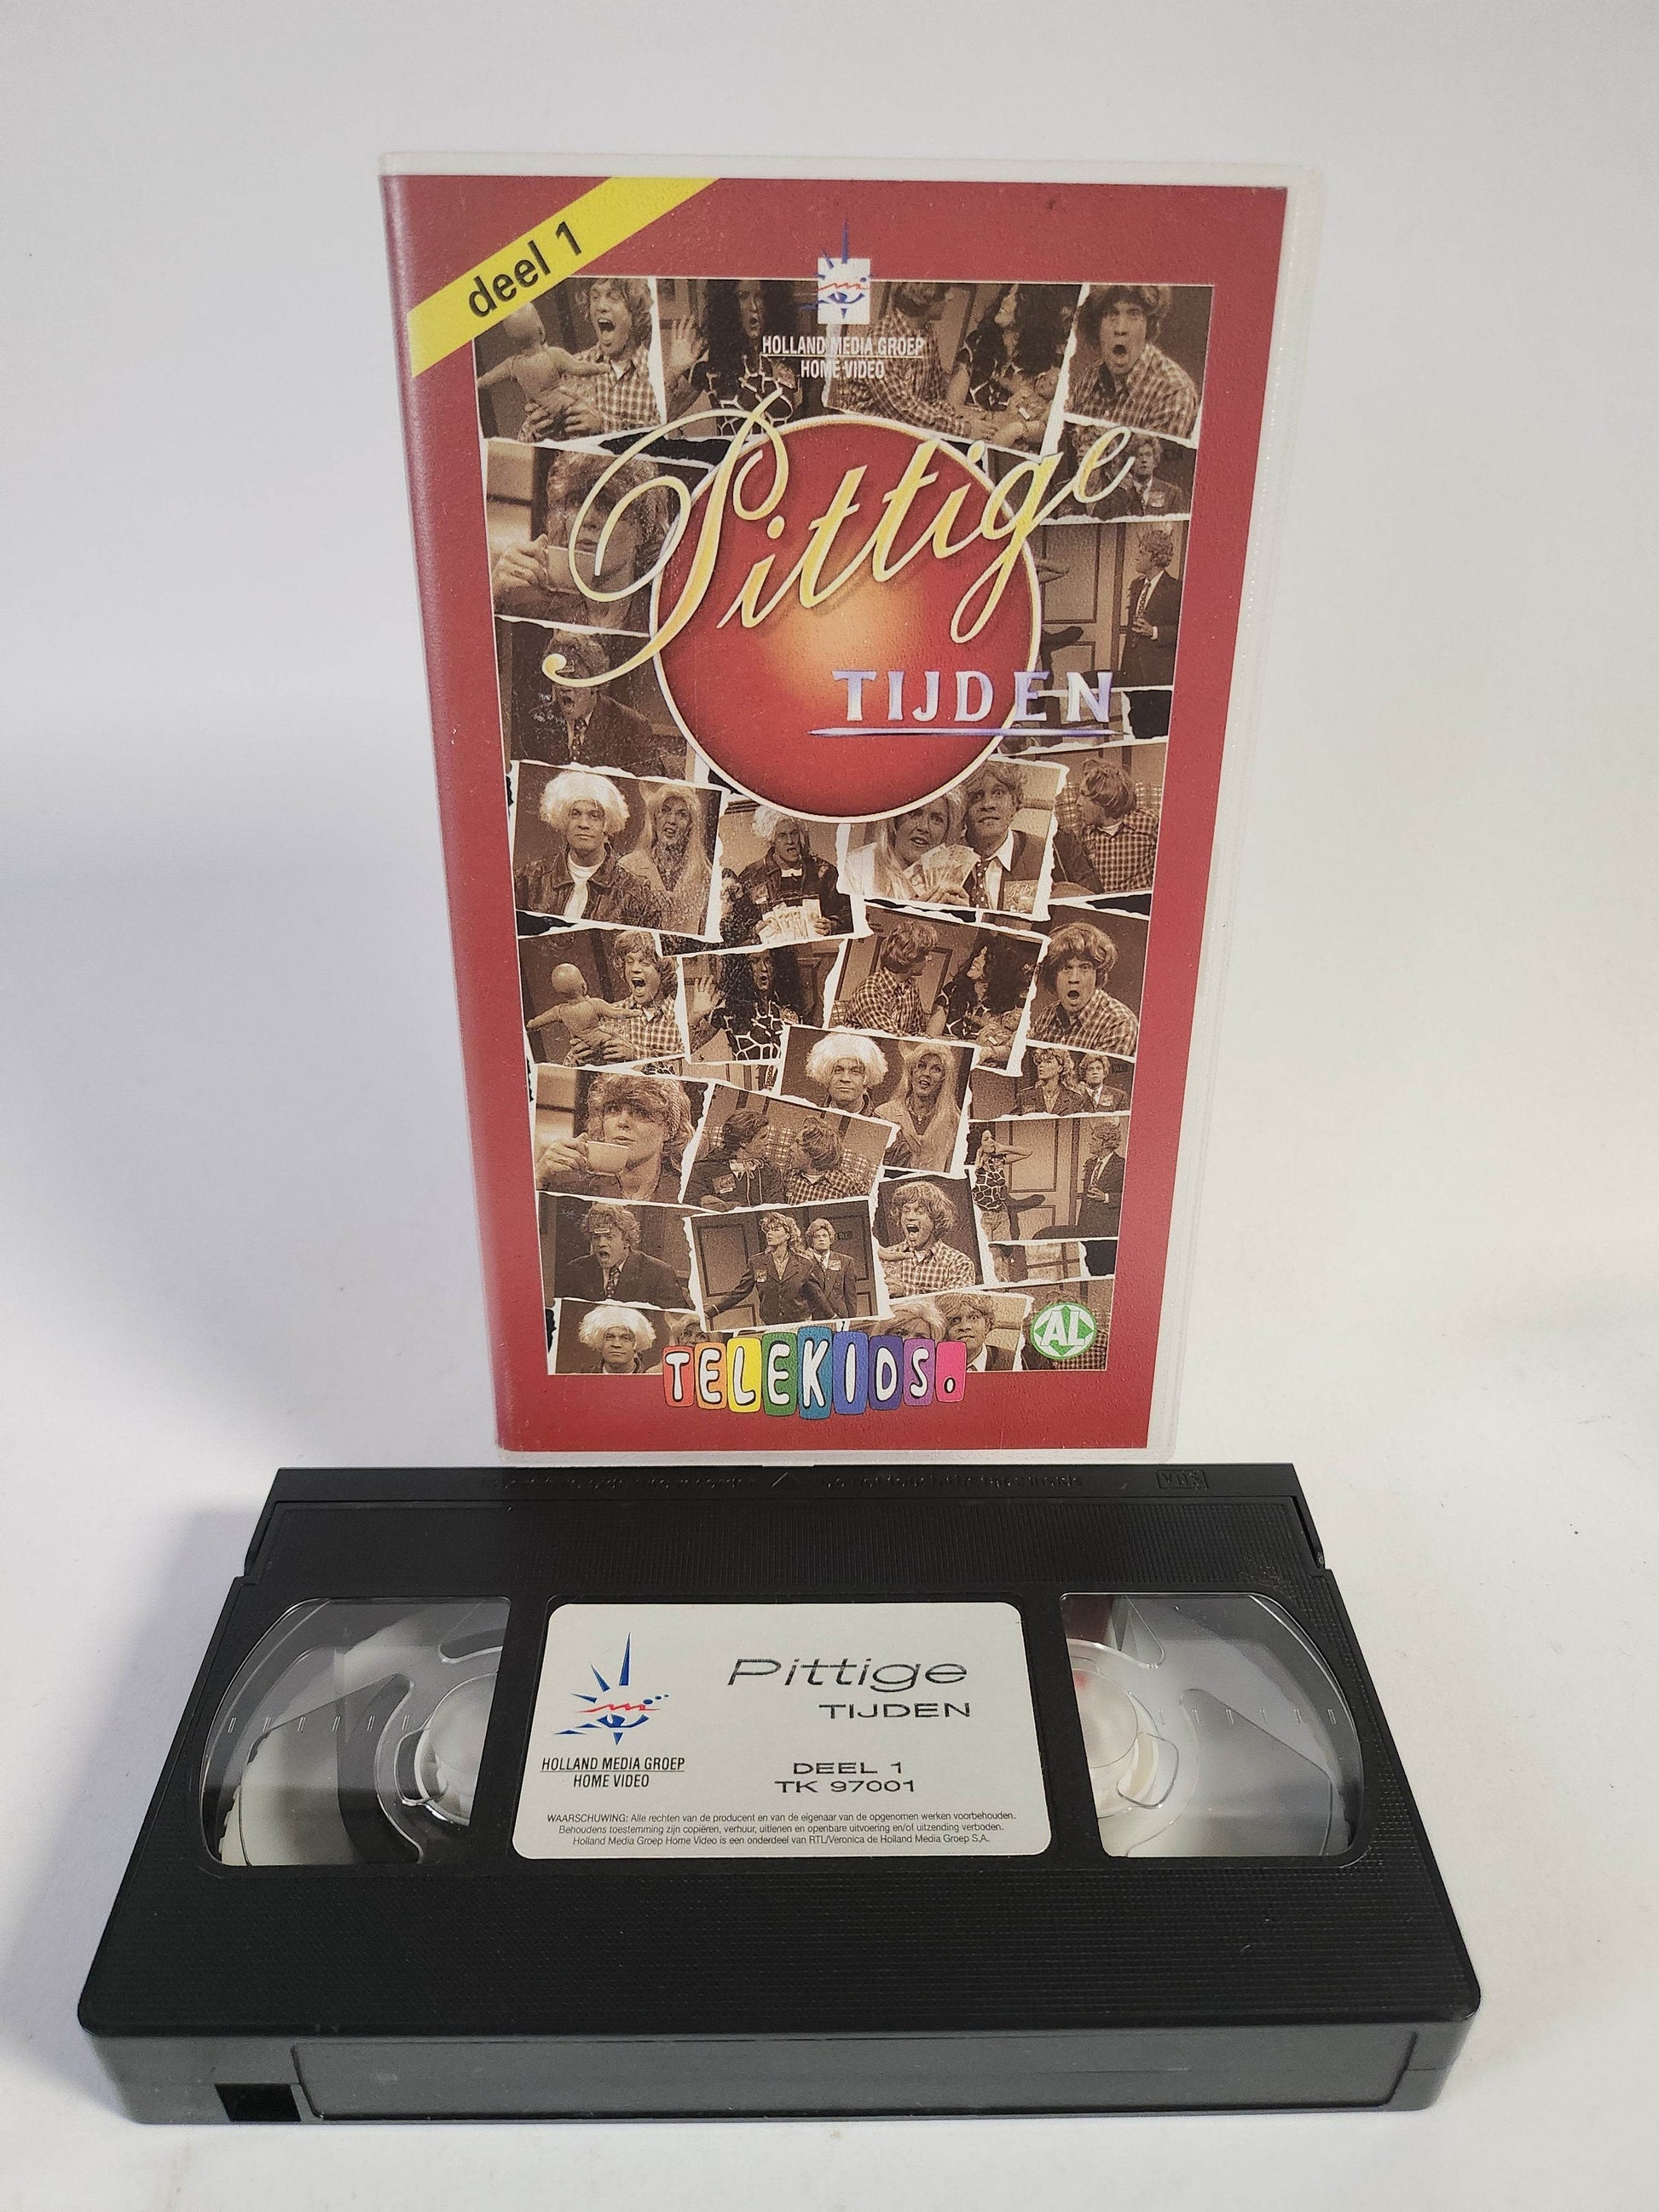 deel 1
HOLLAND MEDIA GROEP
HOME VIDEO
Pittige
TIJDEN
TELEKIDS.
AL
VHS
Pittige
TIJDEN
HOLLAND MEDIA GROEP
HOME VIDEO
DEEL 1
TK 97001
WAARSCHUWING: Alle rechten van de producent en van de eigenaar van de opgenomen werken voorbehouden.
Behoudens toestemming zijn copiëren, verhuur, uitlenen en openbare uitvoering en/of uitzending verboden.
Holland Media Groep Home Video is een onderdeel van RTL/Veronica de Holland Media Groep S.A.